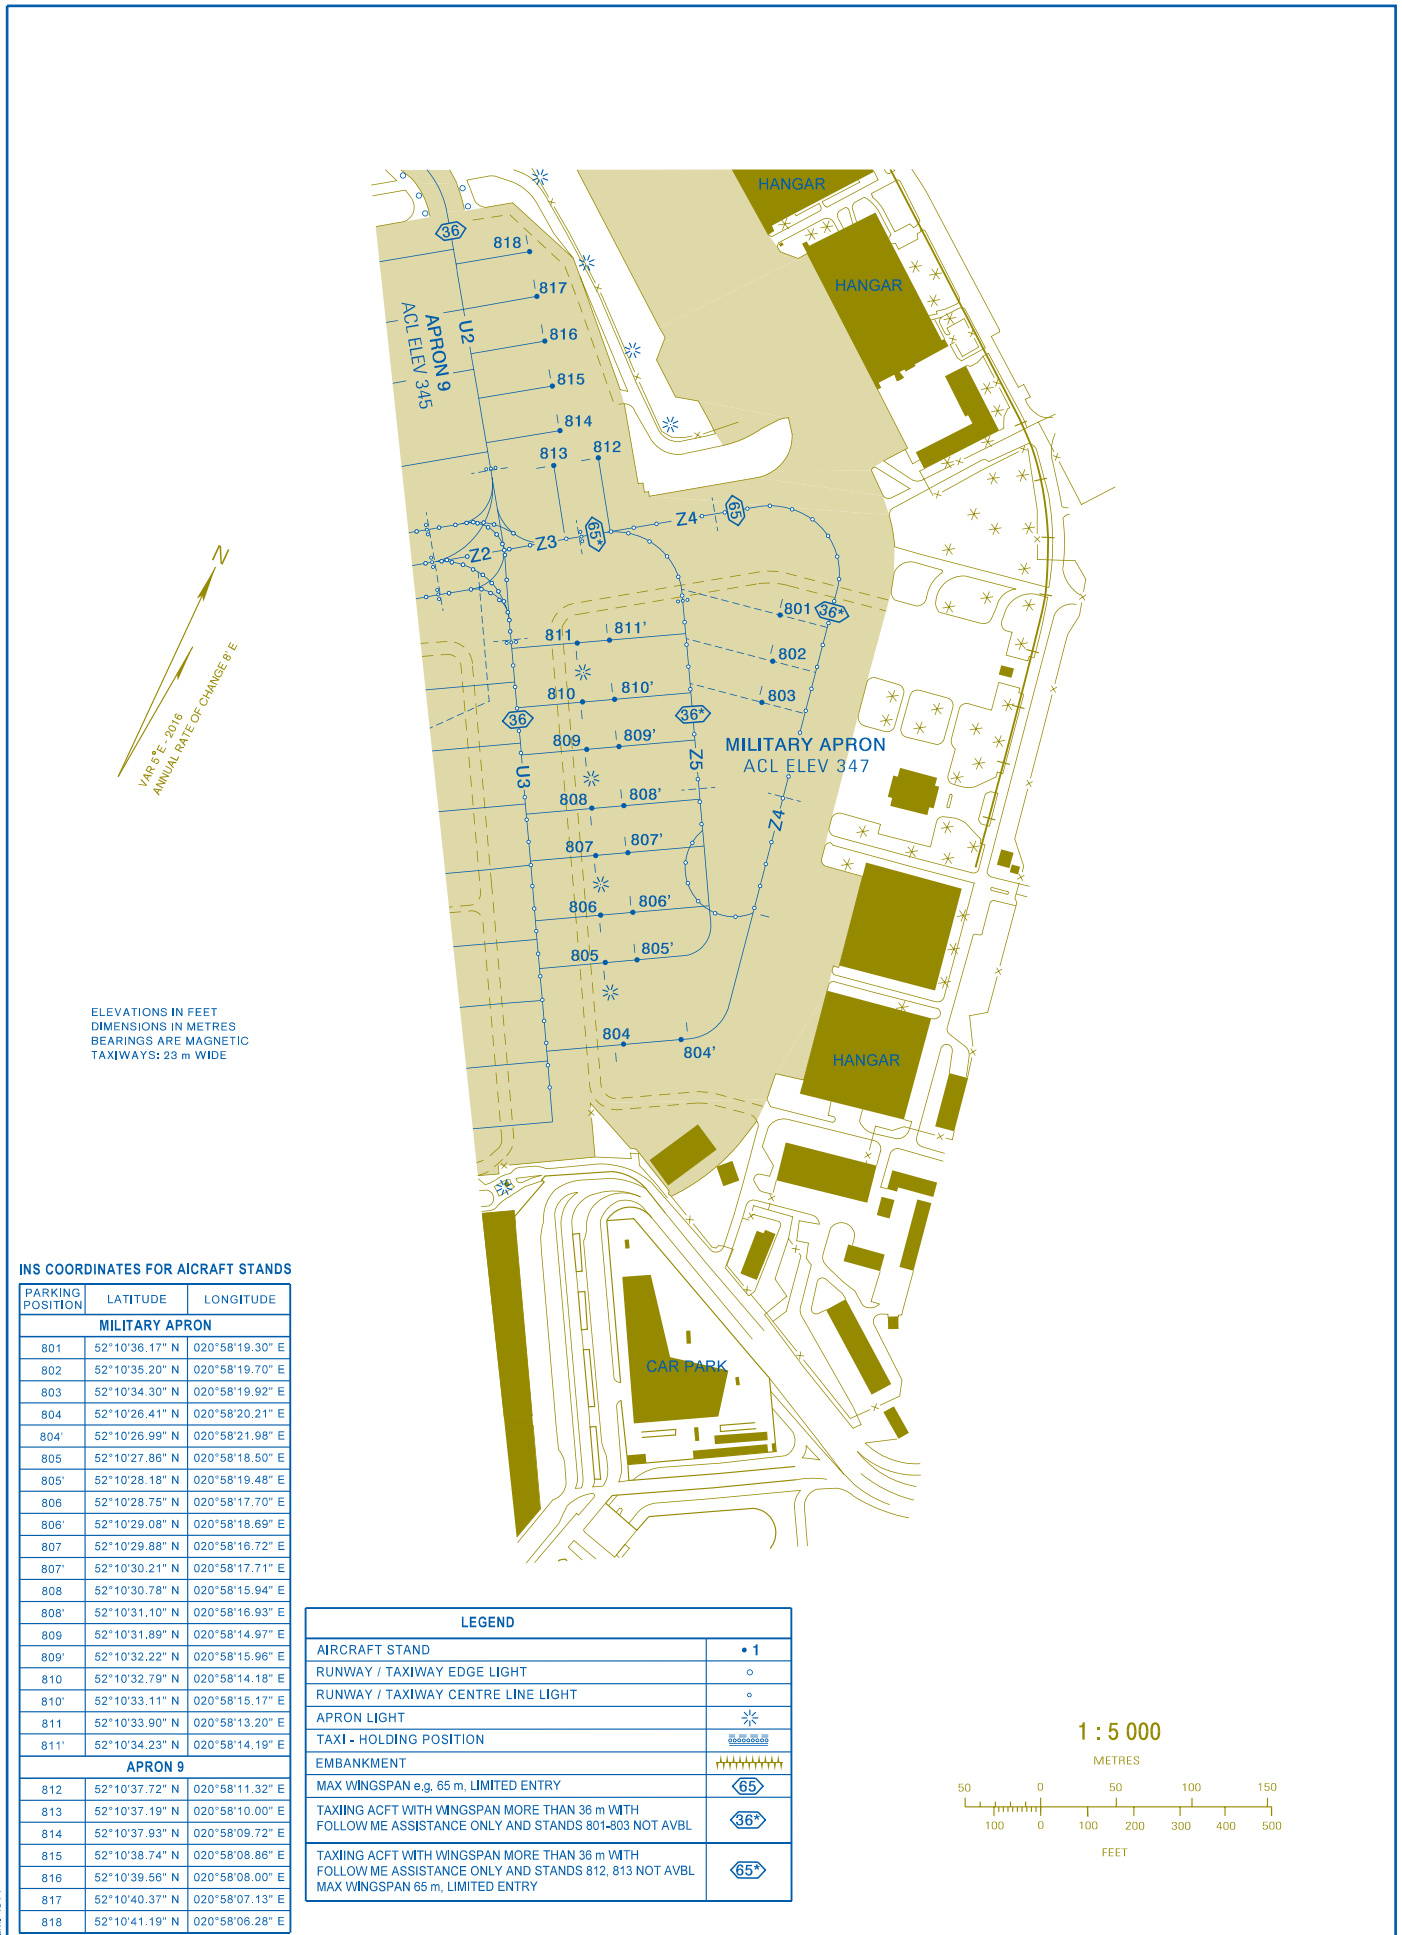 HANGAR
36
818
HANGAR
817
U2
APRON 9
ACL ELEV 345
816
815
814
813
812
65*
Z4
65
Z3
Z2
N
801
36*
811
811'
802
VAR 5°E - 2016
ANNUAL RATE OF CHANGE 8' E
810
810'
803
36
36*
809
809'
MILITARY APRON
ACL ELEV 347
Z5
U3
808
808'
Z4
807
807'
806
806'
805
805'
ELEVATIONS IN FEET
DIMENSIONS IN METRES
BEARINGS ARE MAGNETIC
TAXIWAYS: 23 m WIDE
804
804'
HANGAR
CAR PARK
INS COORDINATES FOR AICRAFT STANDS
PARKING POSITION LATITUDE LONGITUDE
MILITARY APRON
801 52°10'36.17" N 020°58'19.30" E
802 52°10'35.20" N 020°58'19.70" E
803 52°10'34.30" N 020°58'19.92" E
804 52°10'26.41" N 020°58'20.21" E
804' 52°10'26.99" N 020°58'21.98" E
805 52°10'27.86" N 020°58'18.50" E
805' 52°10'28.18" N 020°58'19.48" E
806 52°10'28.75" N 020°58'17.70" E
806' 52°10'29.08" N 020°58'18.69" E
807 52°10'29.88" N 020°58'16.72" E
807' 52°10'30.21" N 020°58'17.71" E
808 52°10'30.78" N 020°58'15.94" E
808' 52°10'31.10" N 020°58'16.93" E
809 52°10'31.89" N 020°58'14.97" E
809' 52°10'32.22" N 020°58'15.96" E
810 52°10'32.79" N 020°58'14.18" E
810' 52°10'33.11" N 020°58'15.17" E
811 52°10'33.90" N 020°58'13.20" E
811' 52°10'34.23" N 020°58'14.19" E
APRON 9
812 52°10'37.72" N 020°58'11.32" E
813 52°10'37.19" N 020°58'10.00" E
814 52°10'37.93" N 020°58'09.72" E
815 52°10'38.74" N 020°58'08.86" E
816 52°10'39.56" N 020°58'08.00" E
817 52°10'40.37" N 020°58'07.13" E
818 52°10'41.19" N 020°58'06.28" E
LEGEND
AIRCRAFT STAND • 1
RUNWAY / TAXIWAY EDGE LIGHT
RUNWAY / TAXIWAY CENTRE LINE LIGHT
APRON LIGHT
TAXI - HOLDING POSITION
EMBANKMENT
MAX WINGSPAN e.g. 65 m, LIMITED ENTRY 65
TAXIING ACFT WITH WINGSPAN MORE THAN 36 m WITH
FOLLOW ME ASSISTANCE ONLY AND STANDS 801-803 NOT AVBL 36*
TAXIING ACFT WITH WINGSPAN MORE THAN 36 m WITH
FOLLOW ME ASSISTANCE ONLY AND STANDS 812, 813 NOT AVBL 65*
MAX WINGSPAN 65 m, LIMITED ENTRY
1 : 5 000
METRES
50 0 50 100 150
100 0 100 200 300 400 500
FEET